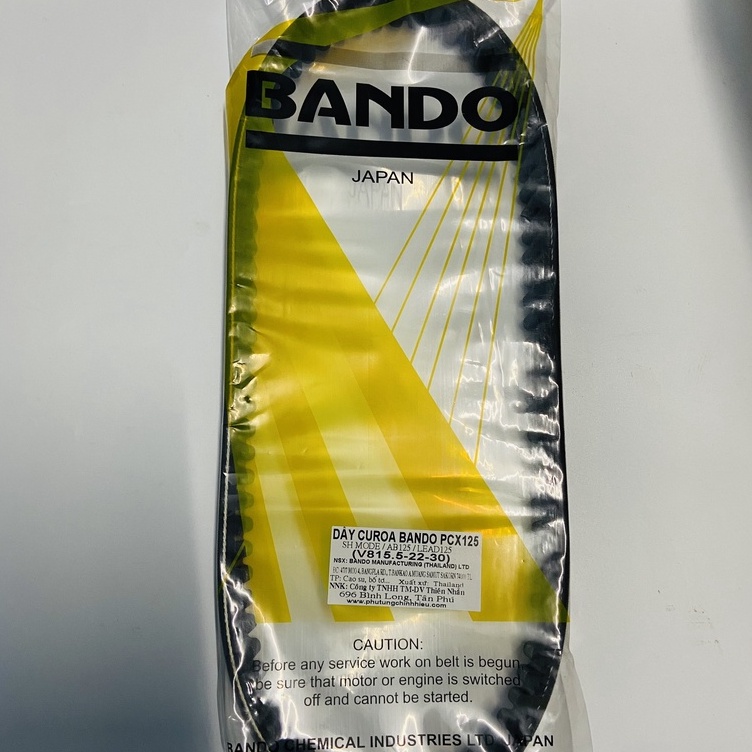 BANDO
JAPAN
DÂY CUROA BANDO PCX125
SH MODE / AB125 / LEAD125
(V815.5-22-30)
NSX: BANDO MANUFACTURING (THAILAND) LTD
TP: Cao su, bố tơ... Xuất xứ: Thailand
NNK: Công ty TNHH TM-DV Thiên Nhân
696 Bình Long, Tân Phú
www.phutungchinhhieu.com
CAUTION:
Before any service work on belt is begun,
be sure that motor or engine is switched
off and cannot be started.
BANDO CHEMICAL INDUSTRIES LTD. JAPAN